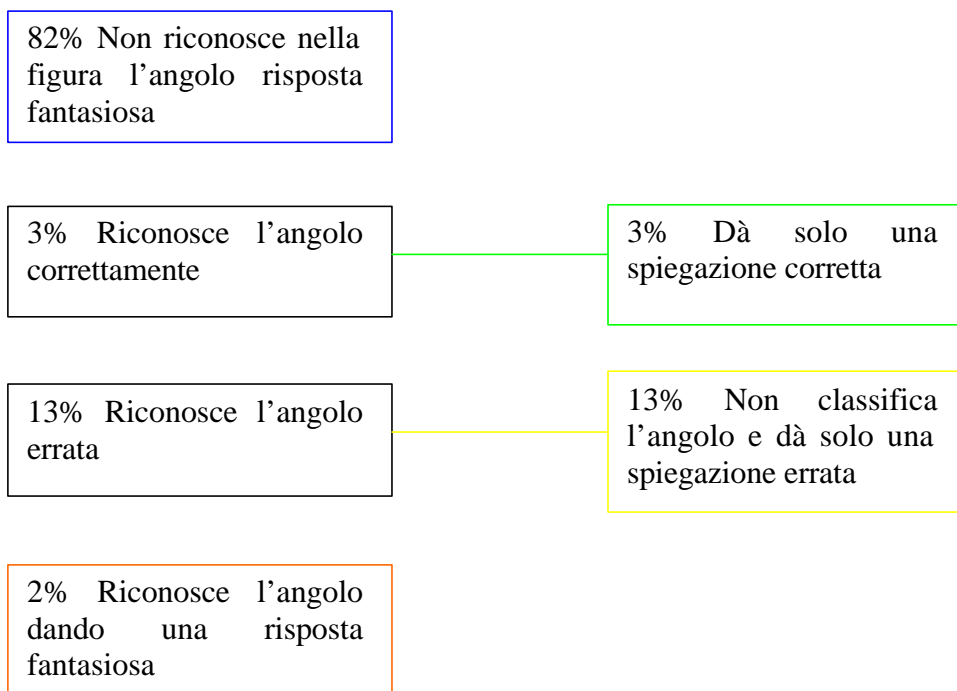 82% Non riconosce nella
figura l’angolo risposta
fantasiosa
3% Riconosce l’angolo
correttamente
3% Dà solo una
spiegazione corretta
13% Riconosce l’angolo
errata
13% Non classifica
l’angolo e dà solo una
spiegazione errata
2% Riconosce l’angolo
dando una risposta
fantasiosa